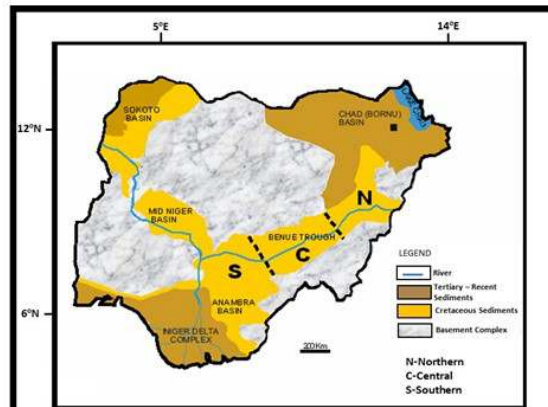 5°E
14°E
SOKOTO
BASIN
CHAD (BORNU)
BASIN
12°N
N
MID NIGER
BASIN
BENUE TROUGH
C
S
LEGEND
River
Tertiary – Recent
Sediments
ANAMBRA
BASIN
Cretaceous Sediments
6°N
NIGER DELTA
COMPLEX
Basement Complex
200Km
N-Northern
C-Central
S-Southern